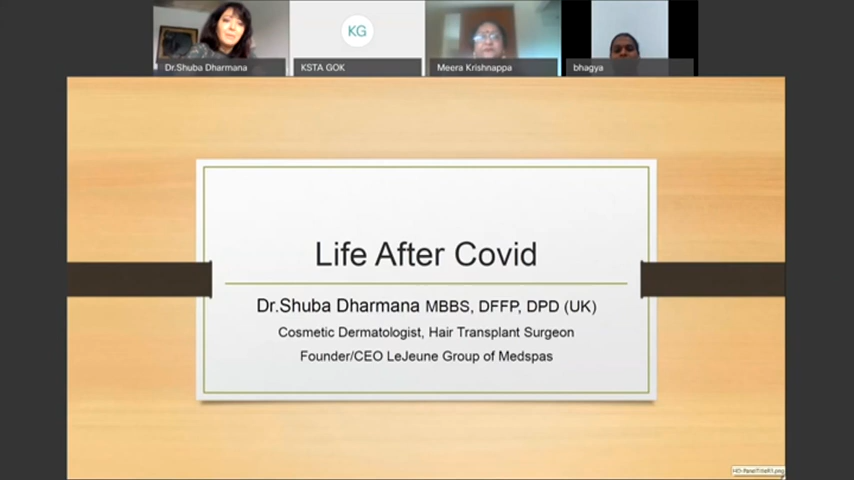 KG
Dr.Shuba Dharmana
KSTA GOK
Meera Krishnappa
bhagya
Life After Covid
Dr.Shuba Dharmana MBBS, DFFP, DPD (UK)
Cosmetic Dermatologist, Hair Transplant Surgeon
Founder/CEO LeJeune Group of Medspas